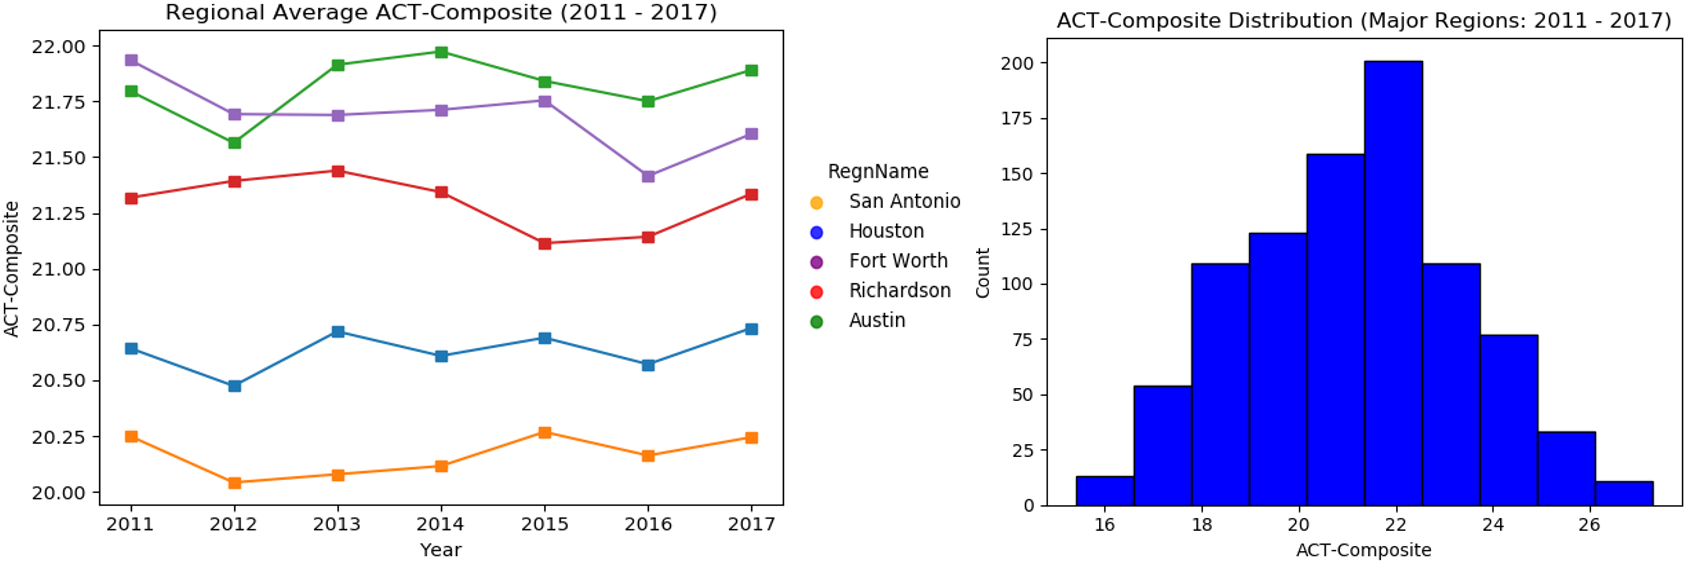 Regional Average ACT-Composite (2011 - 2017)
22.00
21.75
21.50
21.25
21.00
20.75
20.50
20.25
20.00
ACT-Composite
2011 2012 2013 2014 2015 2016 2017
Year
RegnName
San Antonio
Houston
Fort Worth
Richardson
Austin
ACT-Composite Distribution (Major Regions: 2011 - 2017)
200
175
150
125
100
75
50
25
0
Count
16 18 20 22 24 26
ACT-Composite